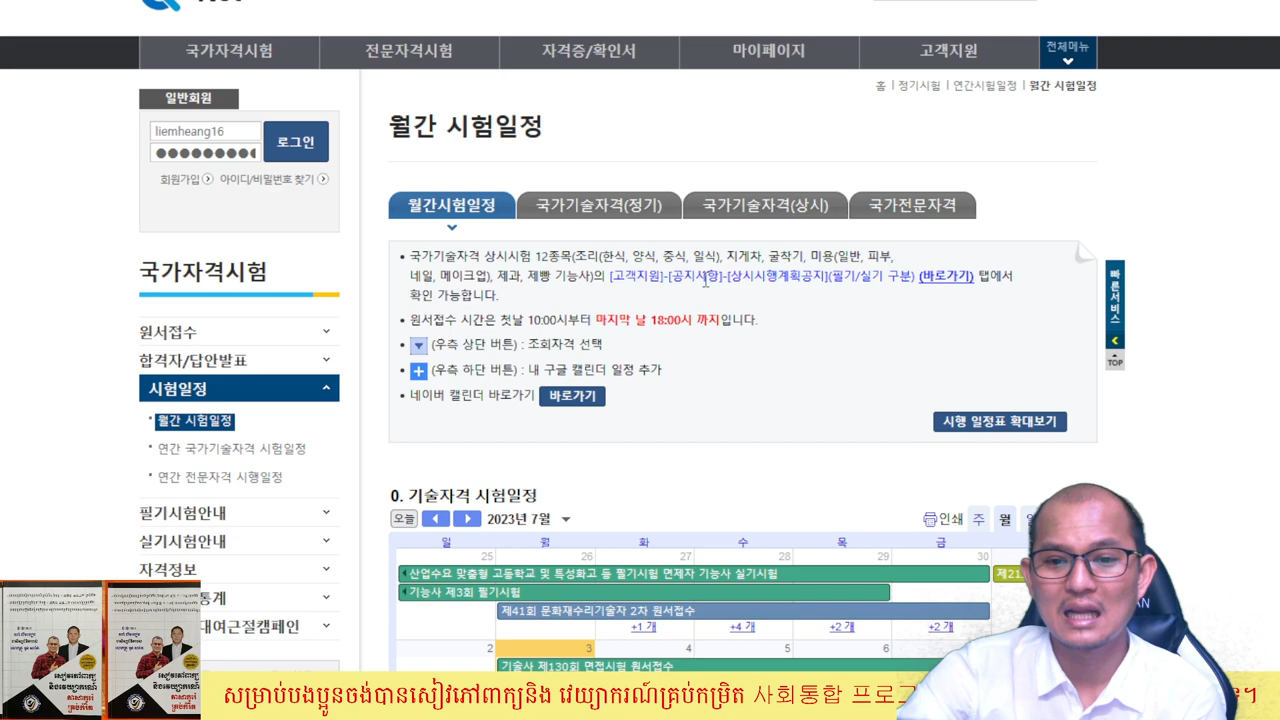 국가자격시험 전문자격시험 자격증/확인서 마이페이지 고객지원 전체메뉴
홈 | 정기시험 | 연간시험일정 | 월간 시험일정
일반회원
liemheang16
로그인
회원가입 아이디/비밀번호 찾기
국가자격시험
원서접수
합격자/답안발표
시험일정
월간 시험일정
연간 국가기술자격 시험일정
연간 전문자격 시행일정
필기시험안내
실기시험안내
자격정보
통계
대여근절캠페인
월간 시험일정
월간시험일정 국가기술자격(정기) 국가기술자격(상시) 국가전문자격
국가기술자격 상시시험 12종목(조리(한식, 양식, 중식, 일식), 지게차, 굴착기, 미용(일반, 피부,
네일, 메이크업), 제과, 제빵 기능사)의 [고객지원]-[공지사항]-[상시시행계획공지](필기/실기 구분) (바로가기) 탭에서
확인 가능합니다.
원서접수 시간은 첫날 10:00시부터 마지막 날 18:00시 까지입니다.
(우측 상단 버튼) : 조회자격 선택
(우측 하단 버튼) : 내 구글 캘린더 일정 추가
네이버 캘린더 바로가기 바로가기
시행 일정표 확대보기
빠른서비스
TOP
0. 기술자격 시험일정
오늘 2023년 7월 인쇄 주 월
일 월 화 수 목 금
25 26 27 28 29 30
산업수요 맞춤형 고등학교 및 특성화고 등 필기시험 면제자 기능사 실기시험 제21
기능사 제3회 필기시험
제41회 문화재수리기술자 2차 원서접수
+1 개 +4 개 +2 개 +2 개
2 3 4 5 6
기술사 제130회 면접시험 원서접수
សម្រាប់បងប្អូនចង់បានសៀវភៅពាក្យនិង វេយ្យាករណ៍គ្រប់កម្រិត 사회통합 프로그